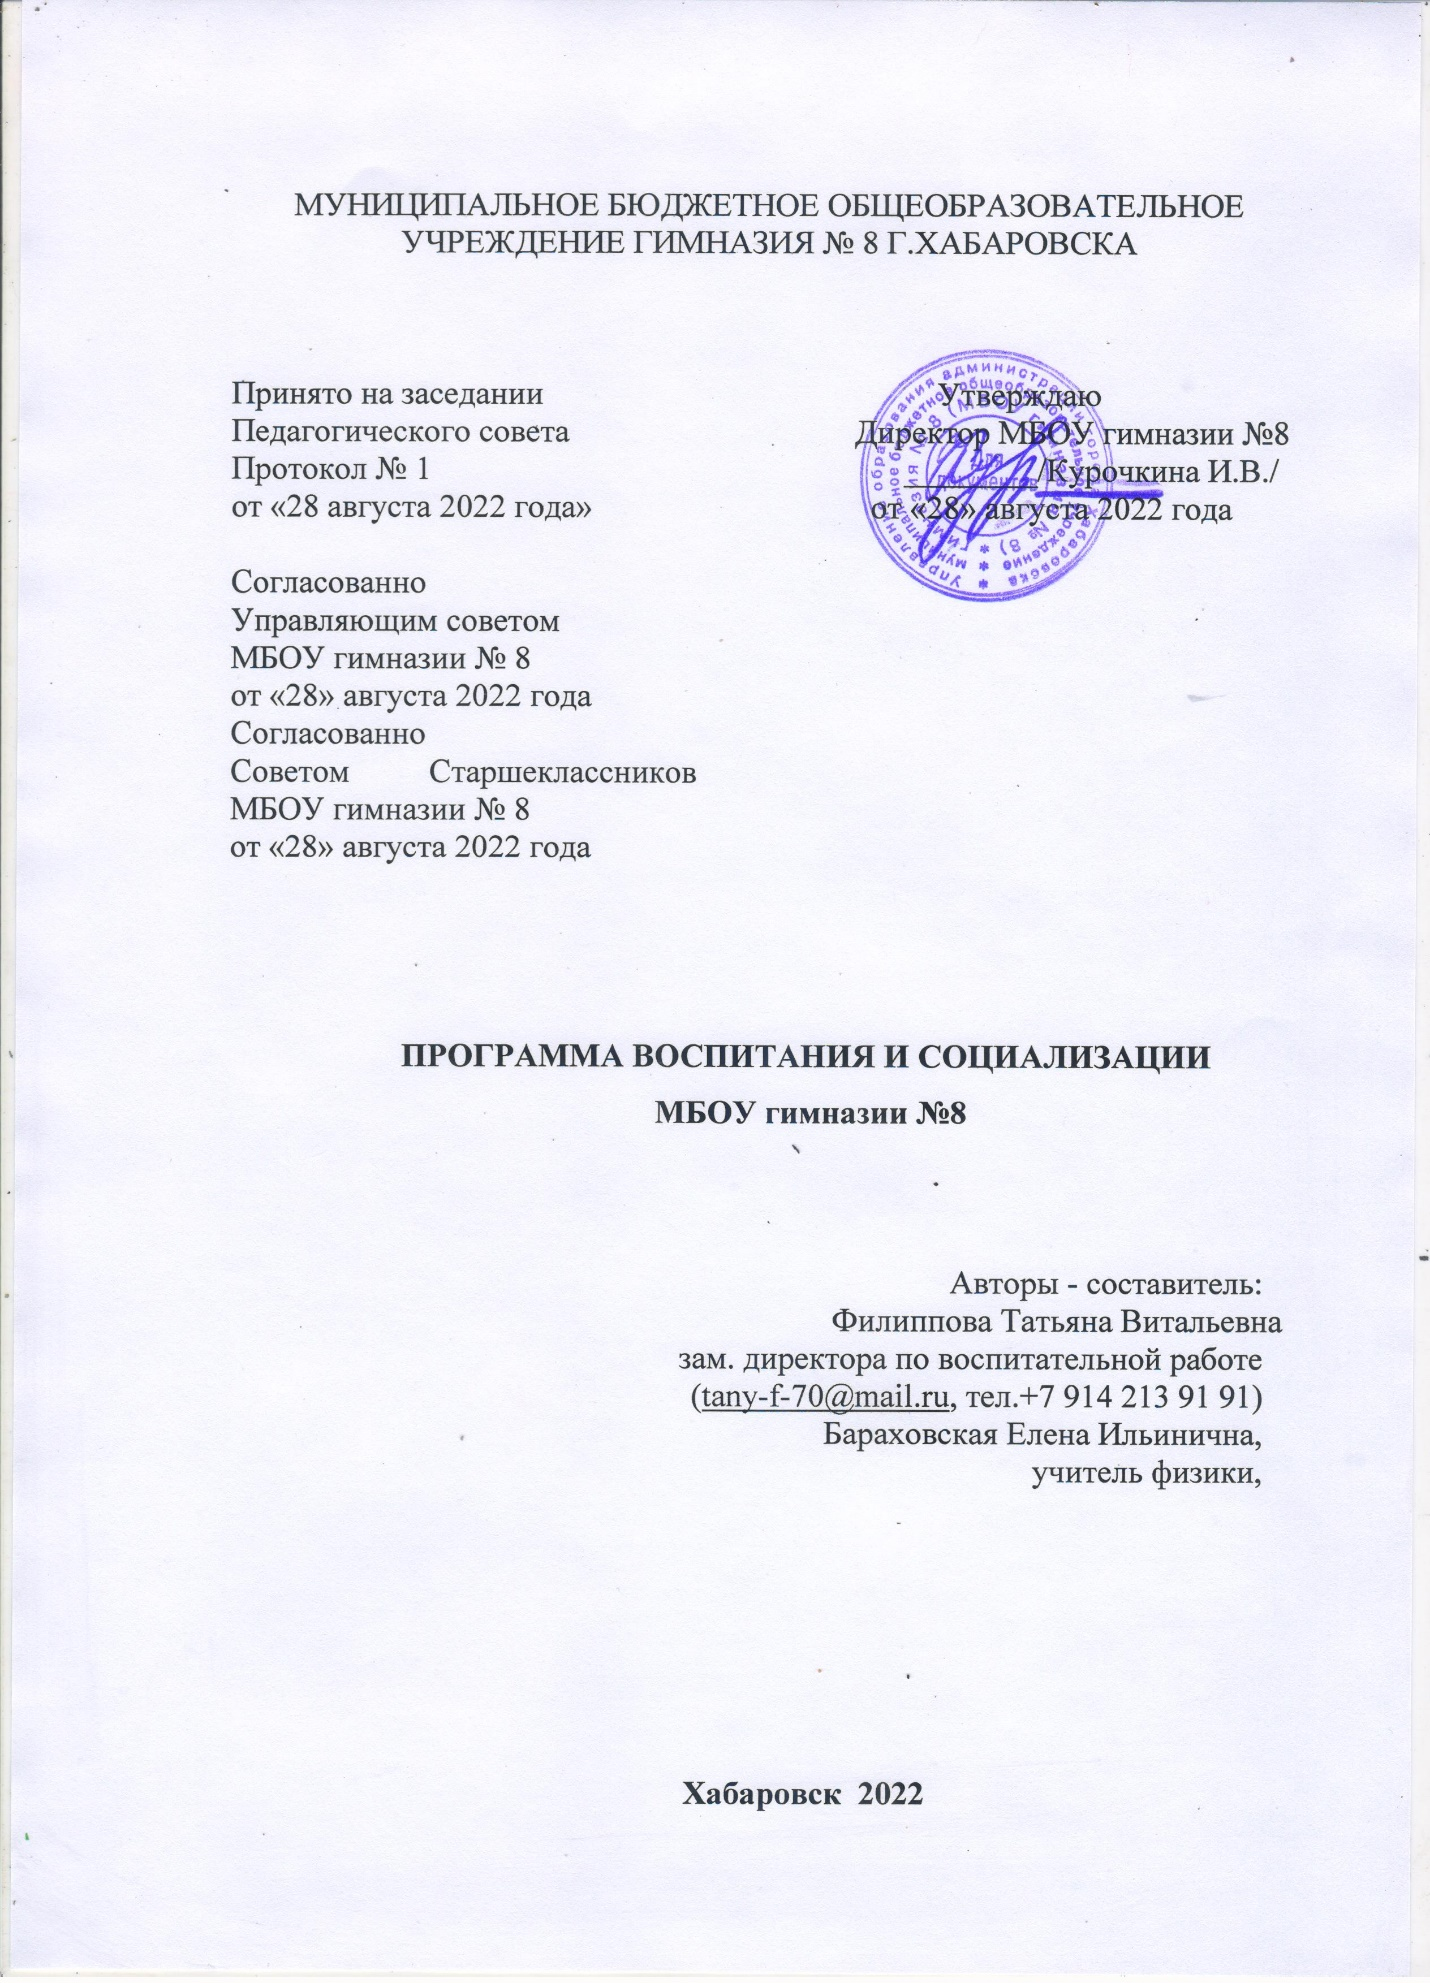 МУНИЦИПАЛЬНОЕ БЮДЖЕТНОЕ ОБЩЕОБРАЗОВАТЕЛЬНОЕ
УЧРЕЖДЕНИЕ ГИМНАЗИЯ № 8 Г.ХАБАРОВСКА
Принято на заседании
Педагогического совета
Протокол № 1
от «28 августа 2022 года»
Утверждаю
Директор МБОУ гимназии №8
/Курочкина И.В./
от «28» августа 2022 года
Для
документов
Согласованно
Управляющим советом
МБОУ гимназии № 8
от «28» августа 2022 года
Согласованно
Советом Старшеклассников
МБОУ гимназии № 8
от «28» августа 2022 года
ПРОГРАММА ВОСПИТАНИЯ И СОЦИАЛИЗАЦИИ
МБОУ гимназии №8
Авторы - составитель:
Филиппова Татьяна Витальевна
зам. директора по воспитательной работе
(tany-f-70@mail.ru, тел.+7 914 213 91 91)
Бараховская Елена Ильинична,
учитель физики,
Хабаровск 2022